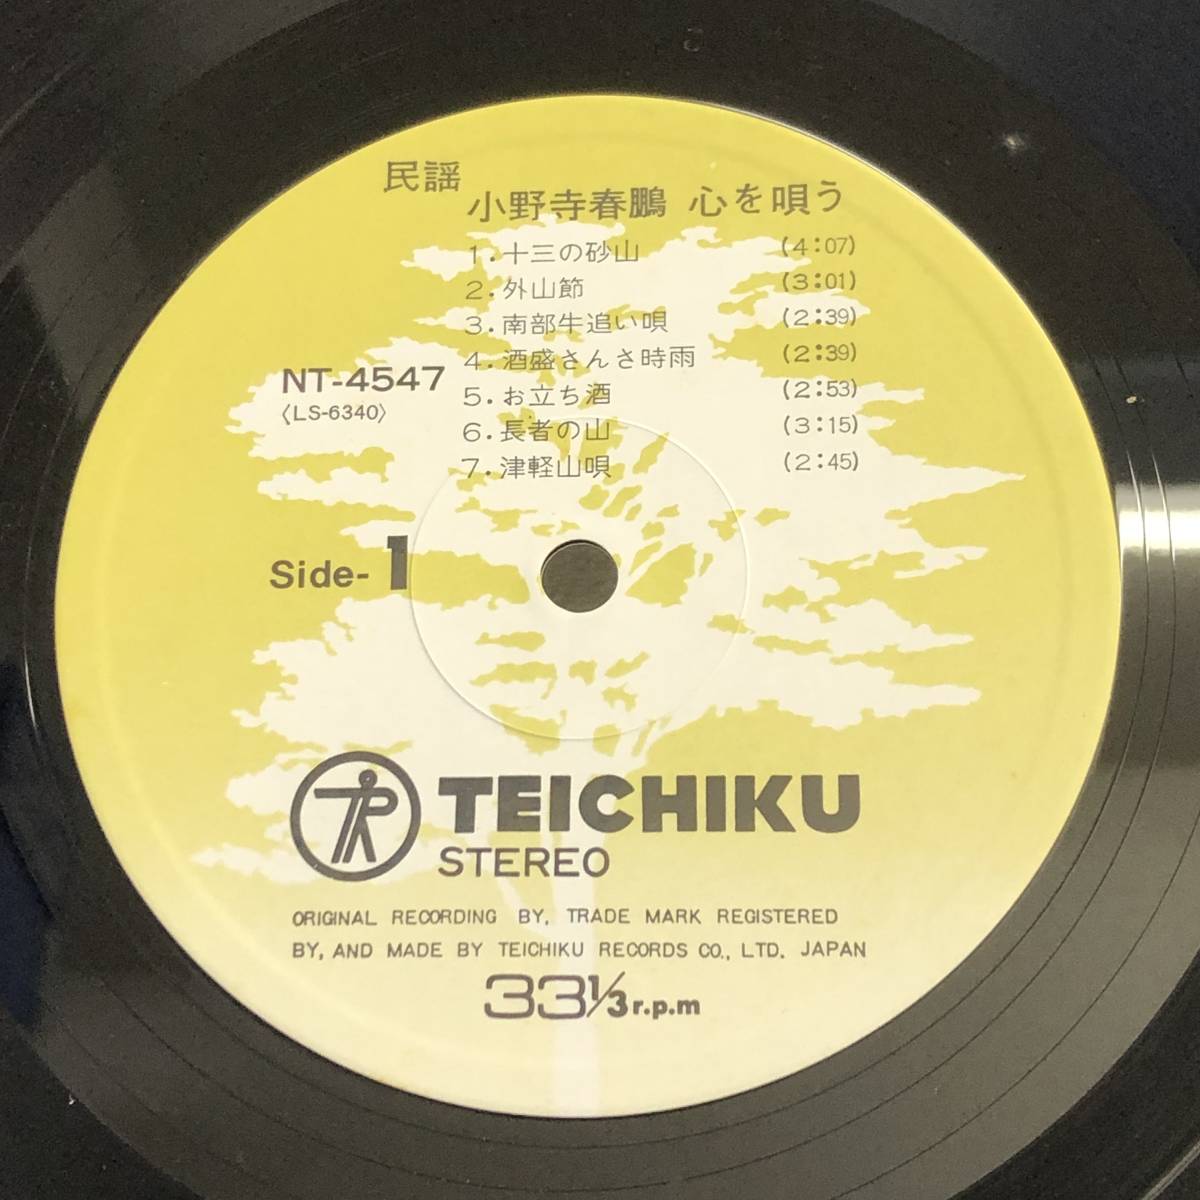 民謡
小野寺春鵬 心を唄う
1.十三の砂山 (4:07)
2.外山節 (3:01)
3.南部牛追い唄 (2:39)
4.酒盛さんさ時雨 (2:39)
5.お立ち酒 (2:53)
6.長者の山 (3:15)
7.津軽山唄 (2:45)
NT-4547
〈LS-6340〉
Side-1
TEICHIKU
STEREO
ORIGINAL RECORDING BY, TRADE MARK REGISTERED
BY, AND MADE BY TEICHIKU RECORDS CO., LTD. JAPAN
33 1/3 r.p.m